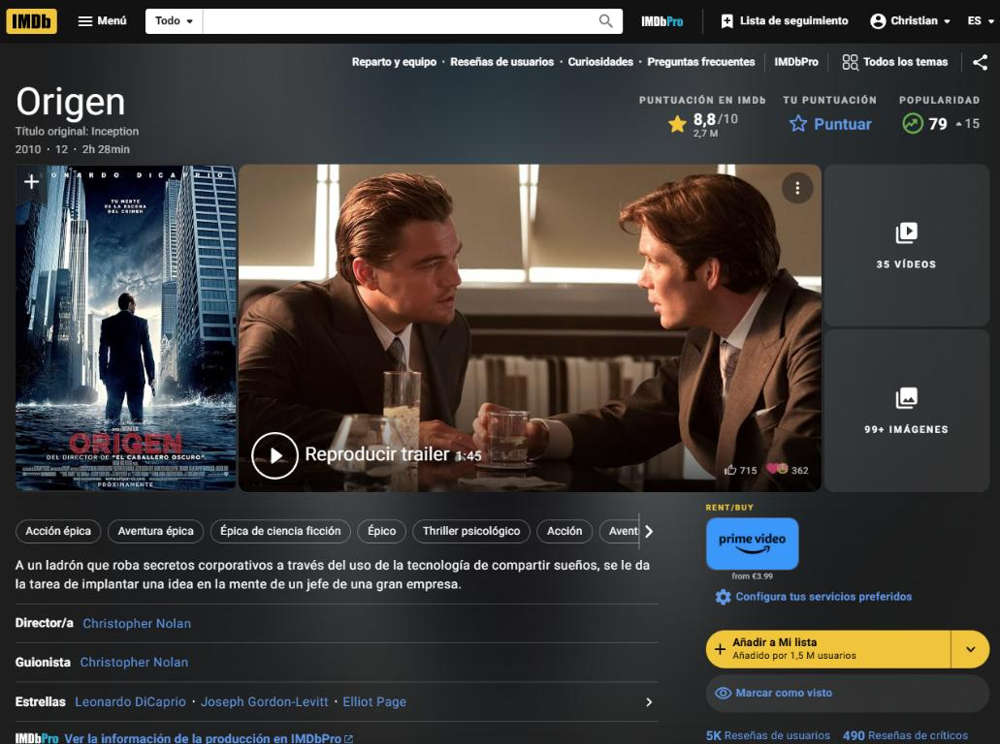 IMDb Menú Todo IMDbPro Lista de seguimiento Christian ES
Reparto y equipo · Reseñas de usuarios · Curiosidades · Preguntas frecuentes IMDbPro Todos los temas
Origen
Título original: Inception
2010 · 12 · 2h 28min
PUNTUACIÓN EN IMDb TU PUNTUACIÓN POPULARIDAD
8,8/10 Puntuar 79 15
2,7 M
LEONARDO DICAPRIO
TU MENTE
ES LA ESCENA
DEL CRIMEN
ORIGEN
DEL DIRECTOR DE "EL CABALLERO OSCURO"
PRÓXIMAMENTE
Reproducir trailer 1:45
715 362
35 VÍDEOS
99+ IMÁGENES
Acción épica Aventura épica Épica de ciencia ficción Épico Thriller psicológico Acción Avent
A un ladrón que roba secretos corporativos a través del uso de la tecnología de compartir sueños, se le da
la tarea de implantar una idea en la mente de un jefe de una gran empresa.
Director/a Christopher Nolan
Guionista Christopher Nolan
Estrellas Leonardo DiCaprio · Joseph Gordon-Levitt · Elliot Page
IMDbPro Ver la información de la producción en IMDbPro
RENT/BUY
prime video
from €3.99
Configura tus servicios preferidos
Añadir a Mi lista
Añadido por 1,5 M usuarios
Marcar como visto
5K Reseñas de usuarios 490 Reseñas de críticos